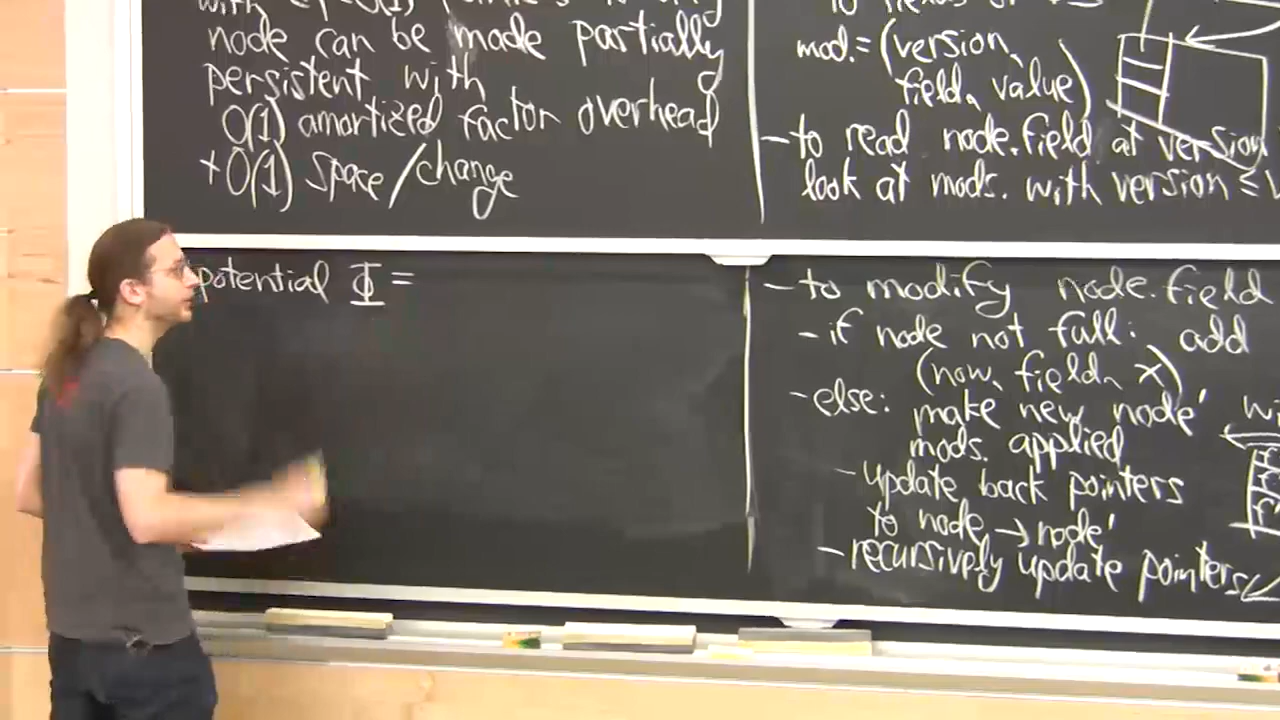 node can be made partially
persistent with
O(1) amortized factor overhead
+ O(1) space/change
potential Φ =
mod. = (version,
field, value)
- to read node.field at version
look at mods. with version ≤ v
- to modify node.field
- if node not full: add
(now, field, x)
- else: make new node'
mods. applied
- update back pointers
to node → node'
- recursively update pointers